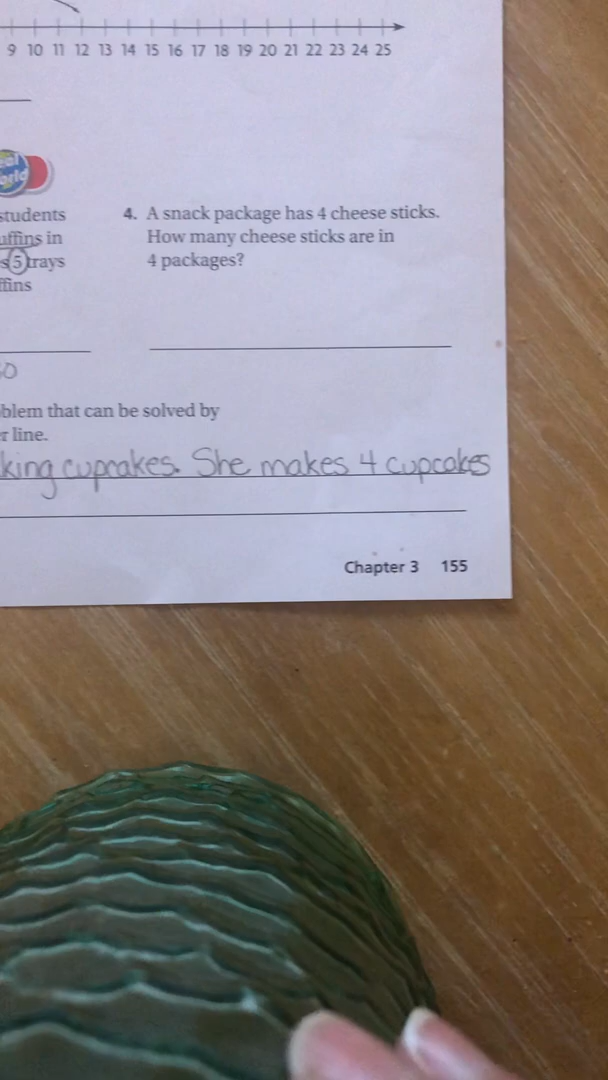 9 10 11 12 13 14 15 16 17 18 19 20 21 22 23 24 25
students
uffins in
s 5 trays
ffins
4. A snack package has 4 cheese sticks.
How many cheese sticks are in
4 packages?
oblem that can be solved by
r line.
king cupcakes. She makes 4 cupcakes
Chapter 3 155